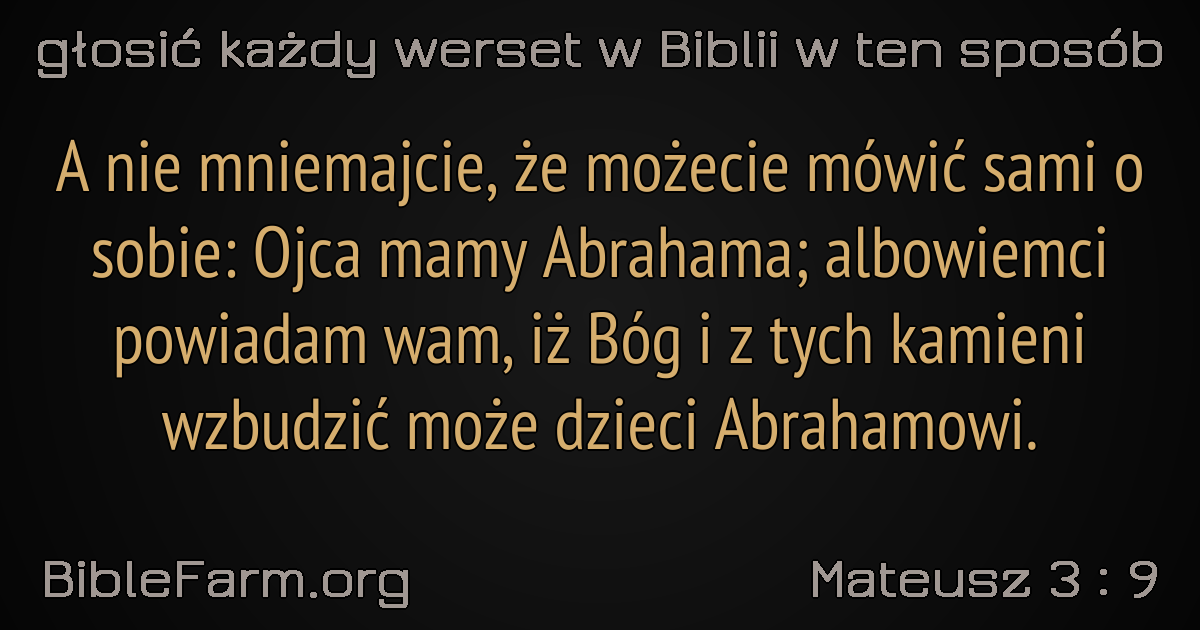 głosić każdy werset w Biblii w ten sposób
A nie mniemajcie, że możecie mówić sami o
sobie: Ojca mamy Abrahama; albowiemci
powiadam wam, iż Bóg i z tych kamieni
wzbudzić może dzieci Abrahamowi.
BibleFarm.org
Mateusz 3 : 9